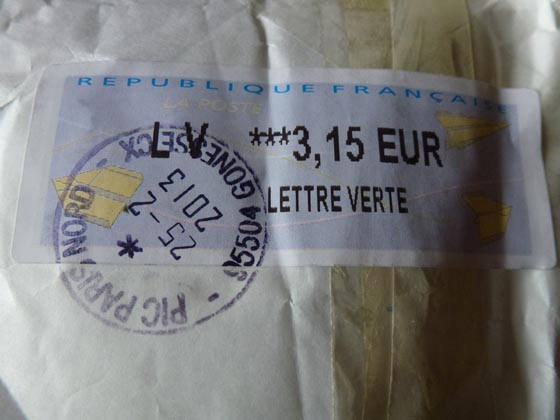 REPUBLIQUE FRANÇAISE
LA POSTE
LV ***3,15 EUR
LETTRE VERTE
PIC PARIS NORD - 95504 GONESSE CX -
25-2
2013
*